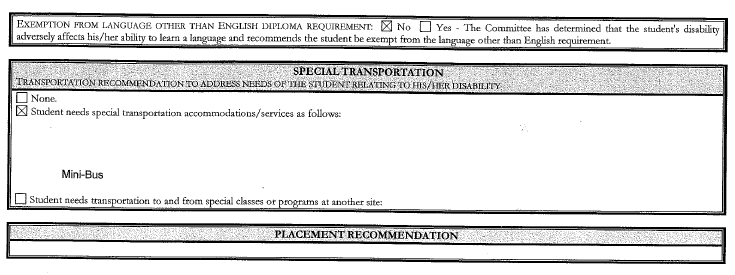 EXEMPTION FROM LANGUAGE OTHER THAN ENGLISH DIPLOMA REQUIREMENT: ☒ No ☐ Yes - The Committee has determined that the student's disability
adversely affects his/her ability to learn a language and recommends the student be exempt from the language other than English requirement.
SPECIAL TRANSPORTATION
TRANSPORTATION RECOMMENDATION TO ADDRESS NEEDS OF THE STUDENT RELATING TO HIS/HER DISABILITY
☐ None.
☒ Student needs special transportation accommodations/services as follows:
Mini-Bus
☐ Student needs transportation to and from special classes or programs at another site:
PLACEMENT RECOMMENDATION